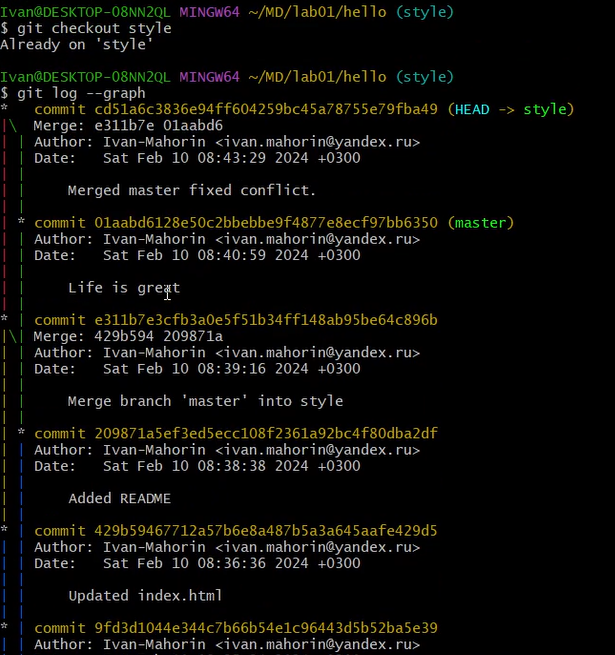 Ivan@DESKTOP-08NN2QL MINGW64 ~/MD/lab01/hello (style)
$ git checkout style
Already on 'style'
Ivan@DESKTOP-08NN2QL MINGW64 ~/MD/lab01/hello (style)
$ git log --graph
*   commit cd51a6c3836e94ff604259bc45a78755e79fba49 (HEAD -> style)
|\  Merge: e311b7e 01aabd6
| | Author: Ivan-Mahorin <ivan.mahorin@yandex.ru>
| | Date:   Sat Feb 10 08:43:29 2024 +0300
| |
| |     Merged master fixed conflict.
| |
| * commit 01aabd6128e50c2bbebbe9f4877e8ecf97bb6350 (master)
| | Author: Ivan-Mahorin <ivan.mahorin@yandex.ru>
| | Date:   Sat Feb 10 08:40:59 2024 +0300
| |
| |     Life is great
| |
* | commit e311b7e3cfb3a0e5f51b34ff148ab95be64c896b
|\| Merge: 429b594 209871a
| | Author: Ivan-Mahorin <ivan.mahorin@yandex.ru>
| | Date:   Sat Feb 10 08:39:16 2024 +0300
| |
| |     Merge branch 'master' into style
| |
| * commit 209871a5ef3ed5ecc108f2361a92bc4f80dba2df
| | Author: Ivan-Mahorin <ivan.mahorin@yandex.ru>
| | Date:   Sat Feb 10 08:38:38 2024 +0300
| |
| |     Added README
| |
* | commit 429b59467712a57b6e8a487b5a3a645aafe429d5
| | Author: Ivan-Mahorin <ivan.mahorin@yandex.ru>
| | Date:   Sat Feb 10 08:36:36 2024 +0300
| |
| |     Updated index.html
| |
* | commit 9fd3d1044e344c7b66b54e1c96443d5b52ba5e39
| | Author: Ivan-Mahorin <ivan.mahorin@yandex.ru>